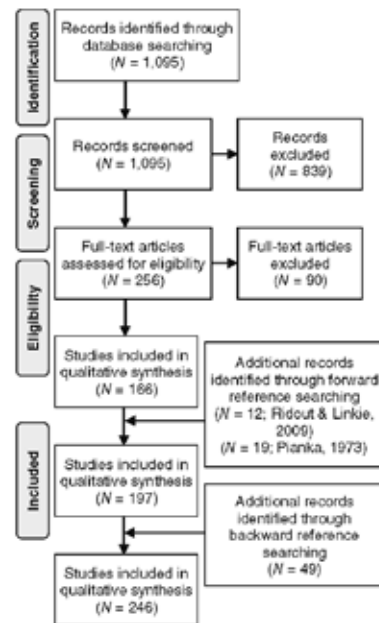 Identification
Records identified through
database searching
(N = 1,095)
Screening
Records screened
(N = 1,095)
Records
excluded
(N = 839)
Eligibility
Full-text articles
assessed for eligibility
(N = 256)
Full-text articles
excluded
(N = 90)
Studies included in
qualitative synthesis
(N = 166)
Additional records
identified through forward
reference searching
(N = 12; Ridout & Linkie,
2009)
(N = 19; Pianka, 1973)
Included
Studies included in
qualitative synthesis
(N = 197)
Additional records
identified through
backward reference
searching
(N = 49)
Studies included in
qualitative synthesis
(N = 246)